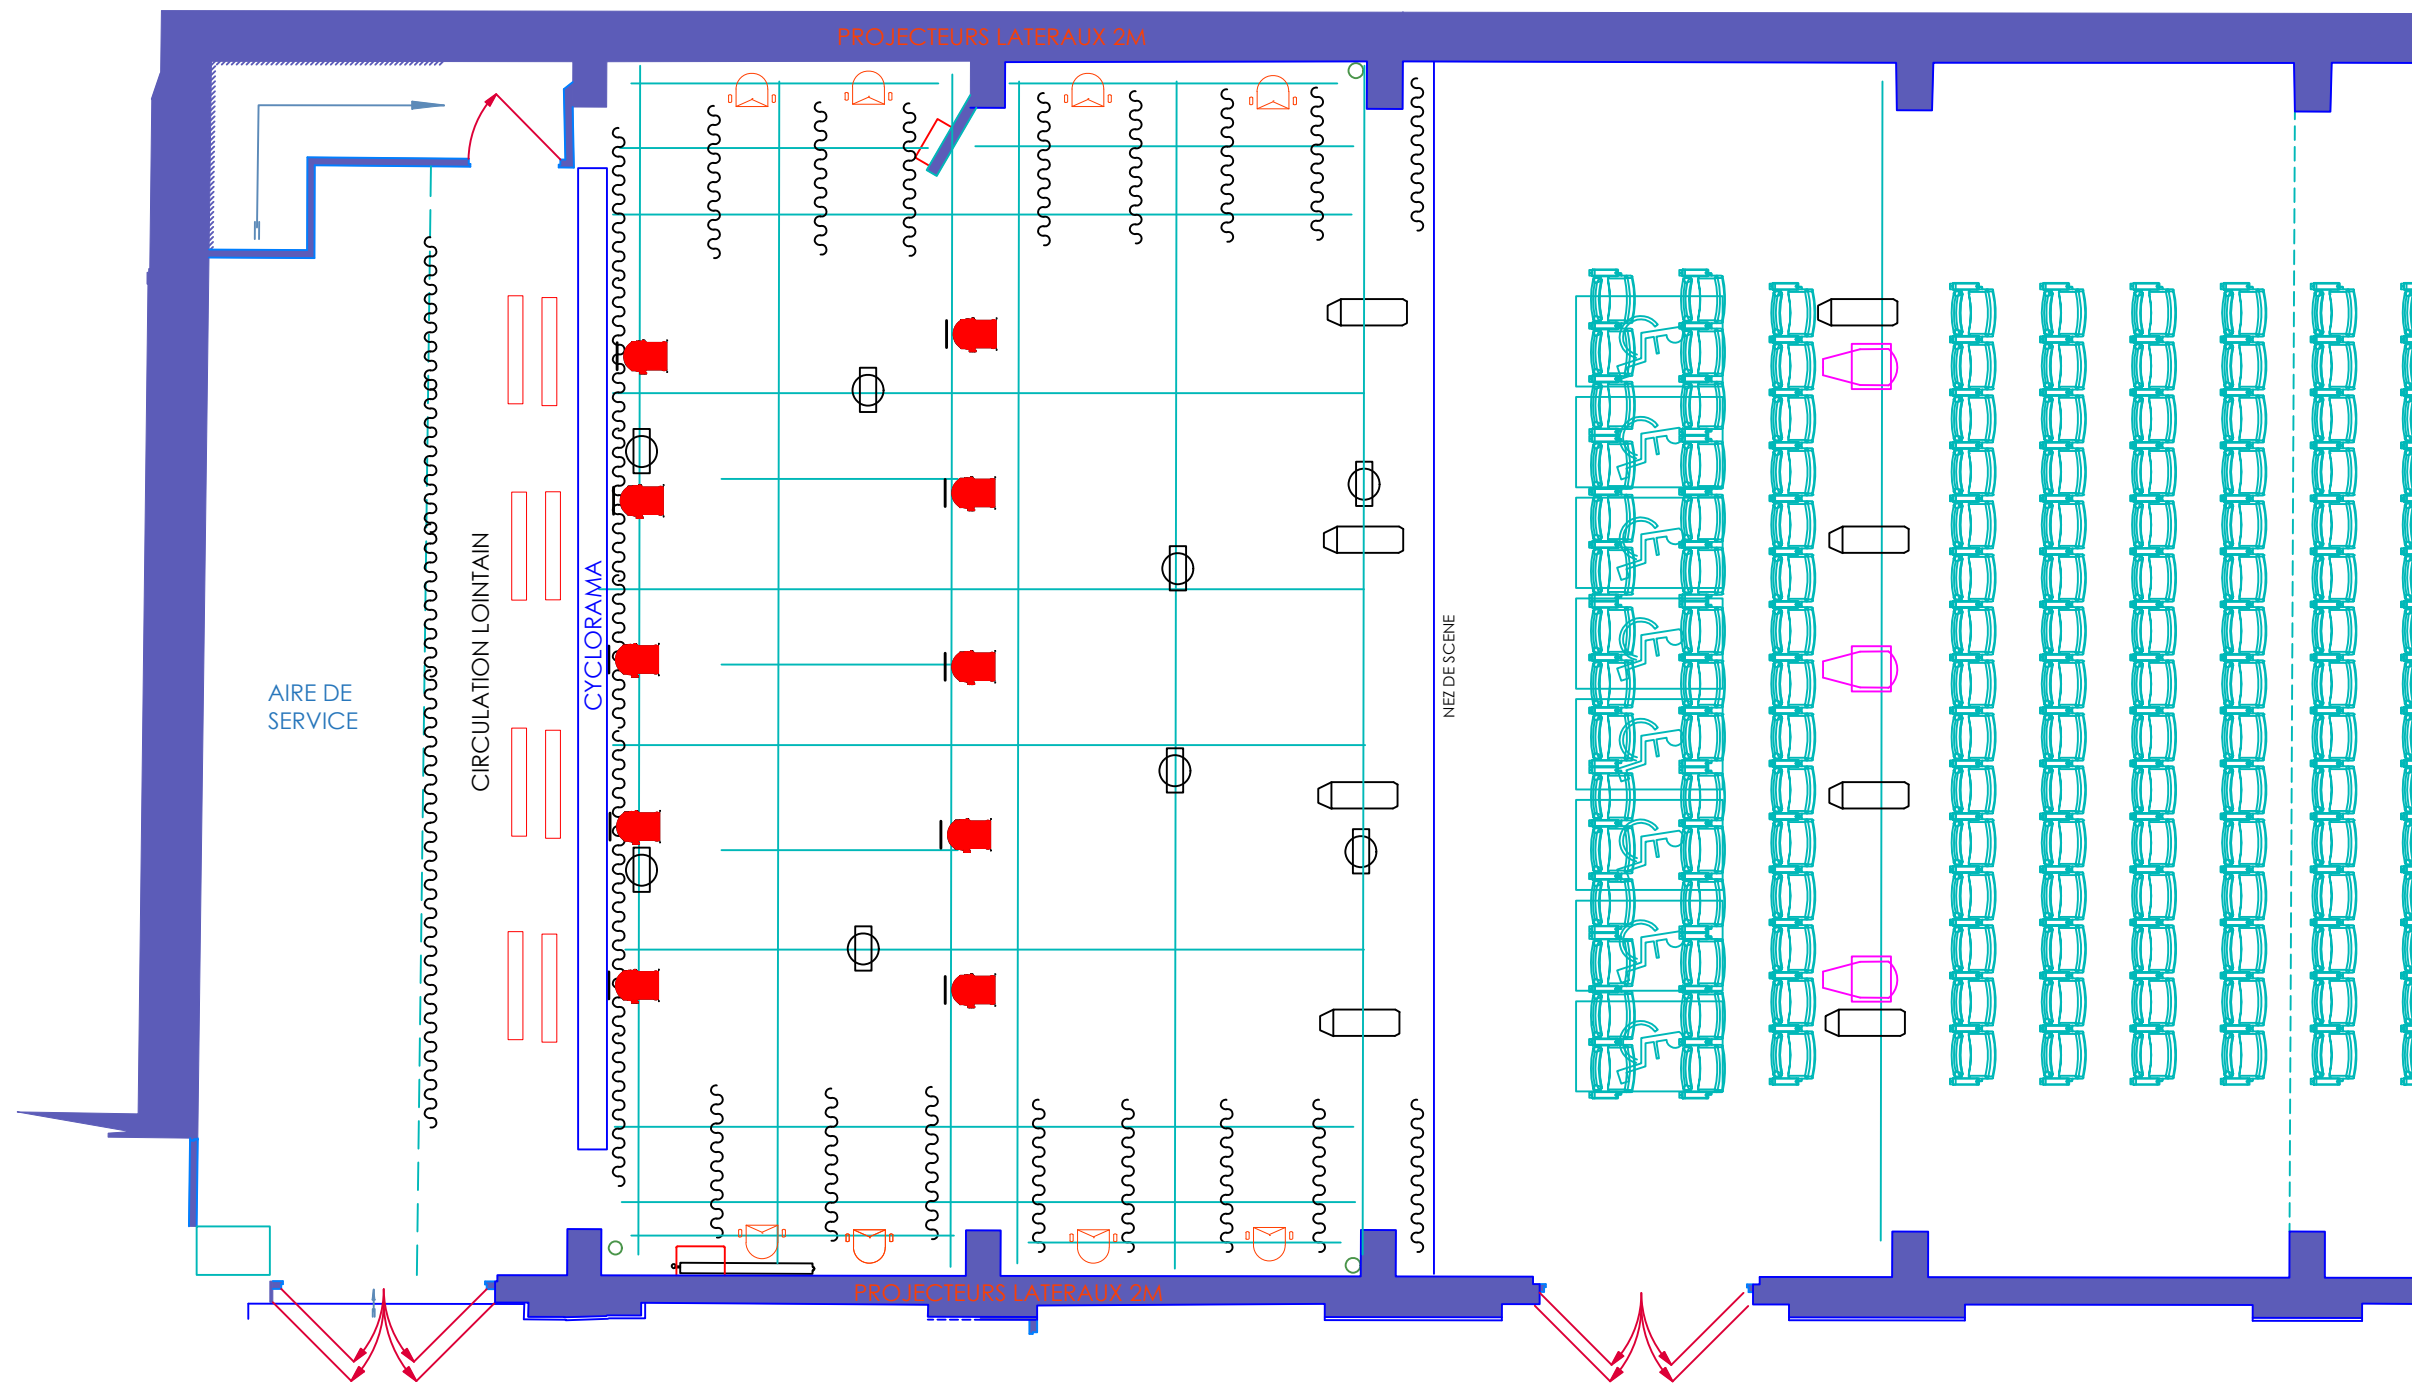 PROJECTEURS LATERAUX 2M
AIRE DE
SERVICE
CIRCULATION LOINTAIN
CYCLORAMA
NEZ DE SCENE
PROJECTEURS LATERAUX 2M